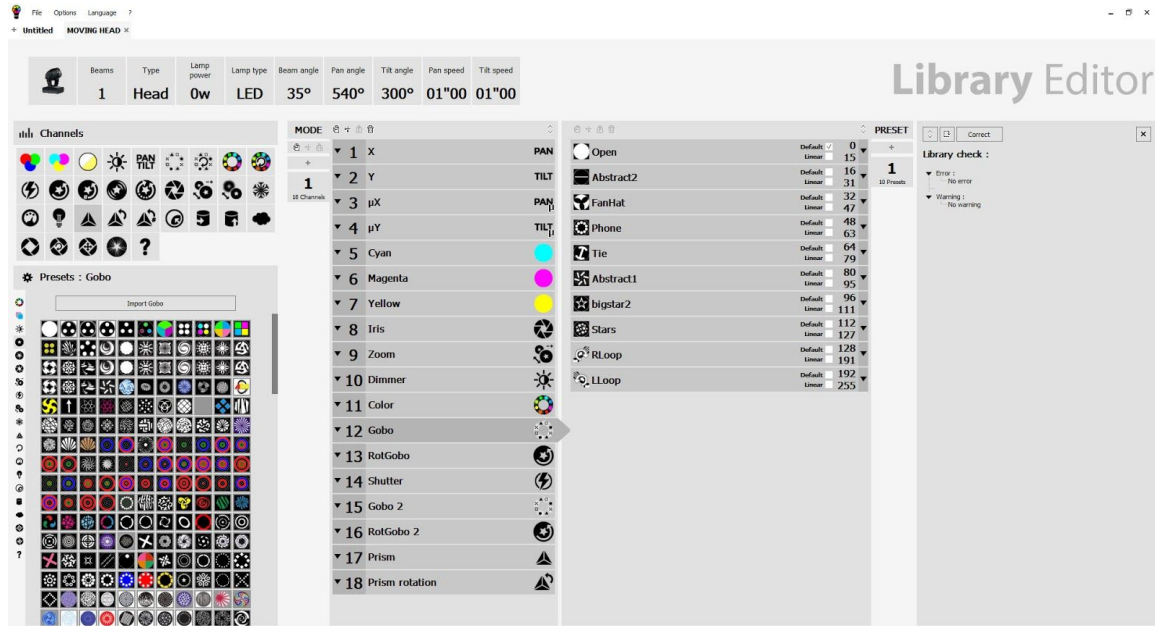 File Options Language ?
+ Untitled MOVING HEAD ×
Beams Type Lamp power Lamp type Beam angle Pan angle Tilt angle Pan speed Tilt speed
1 Head 0w LED 35° 540° 300° 01"00 01"00
Library Editor
Channels
PAN TILT
?
Presets : Gobo
Import Gobo
?
MODE
+
1
18 Channels
1 X PAN
2 Y TILT
3 µX PAN µ
4 µY TILT µ
5 Cyan
6 Magenta
7 Yellow
8 Iris
9 Zoom
10 Dimmer
11 Color
12 Gobo
13 RotGobo
14 Shutter
15 Gobo 2
16 RotGobo 2
17 Prism
18 Prism rotation
Open Default 0
Linear 15
Abstract2 Default 16
Linear 31
FanHat Default 32
Linear 47
Phone Default 48
Linear 63
Tie Default 64
Linear 79
Abstract1 Default 80
Linear 95
bigstar2 Default 96
Linear 111
Stars Default 112
Linear 127
RLoop Default 128
Linear 191
LLoop Default 192
Linear 255
PRESET
+
1
10 Presets
Correct
×
Library check :
Error :
No error
Warning :
No warning